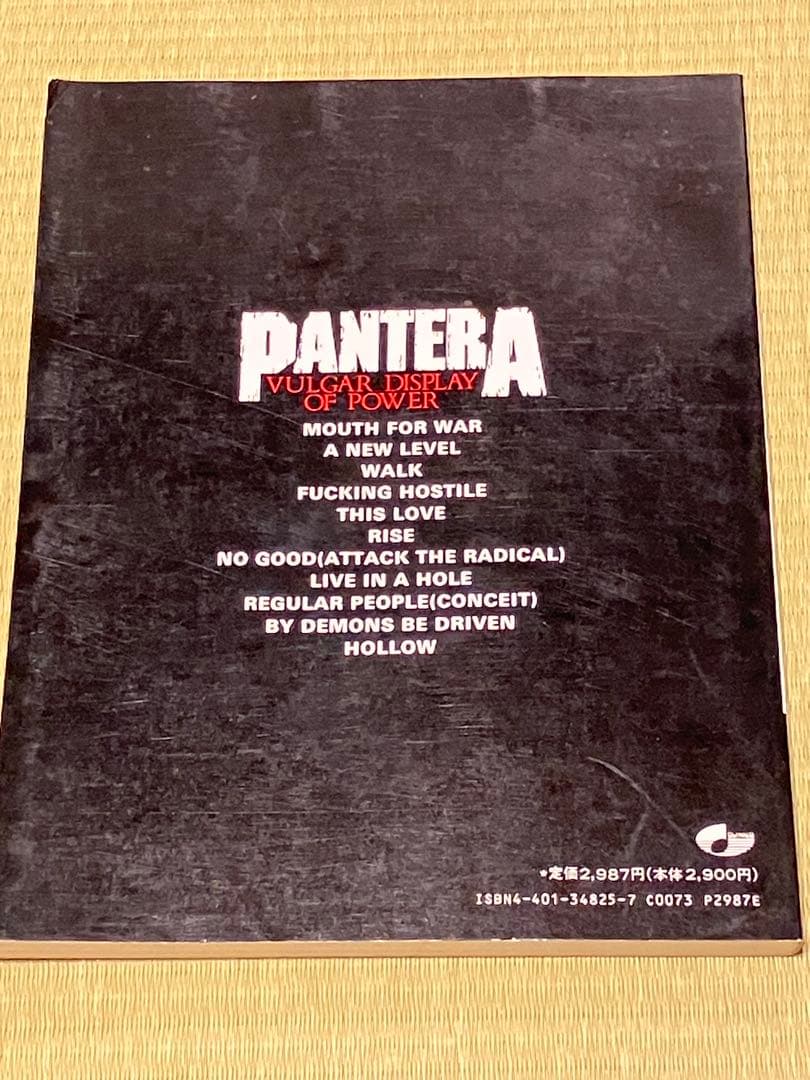 PANTERA
VULGAR DISPLAY
OF POWER
MOUTH FOR WAR
A NEW LEVEL
WALK
FUCKING HOSTILE
THIS LOVE
RISE
NO GOOD(ATTACK THE RADICAL)
LIVE IN A HOLE
REGULAR PEOPLE(CONCEIT)
BY DEMONS BE DRIVEN
HOLLOW
*定価2,987円(本体2,900円)
ISBN4-401-34825-7 C0073 P2987E